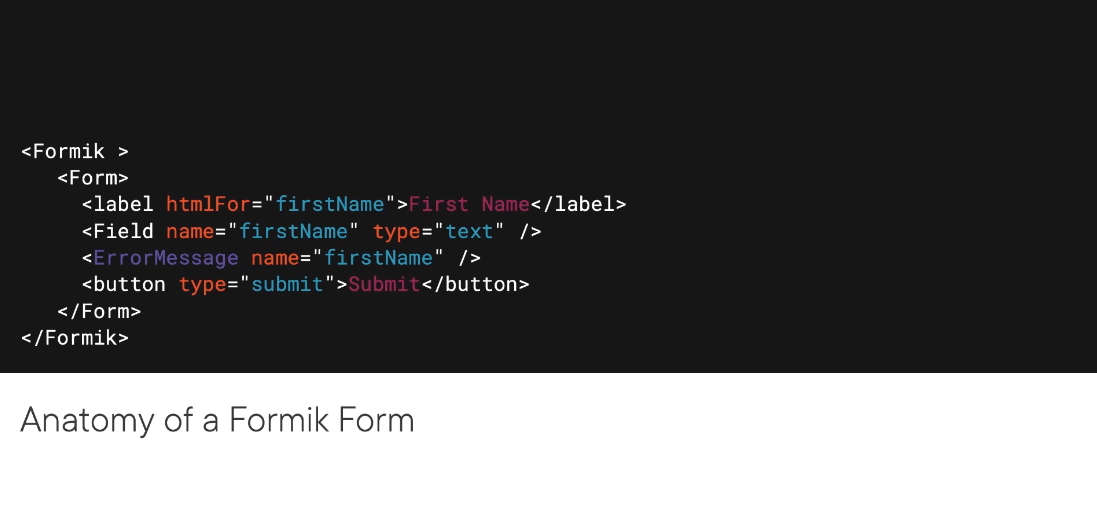 <Formik >
<Form>
<label htmlFor="firstName">First Name</label>
<Field name="firstName" type="text" />
<ErrorMessage name="firstName" />
<button type="submit">Submit</button>
</Form>
</Formik>
Anatomy of a Formik Form